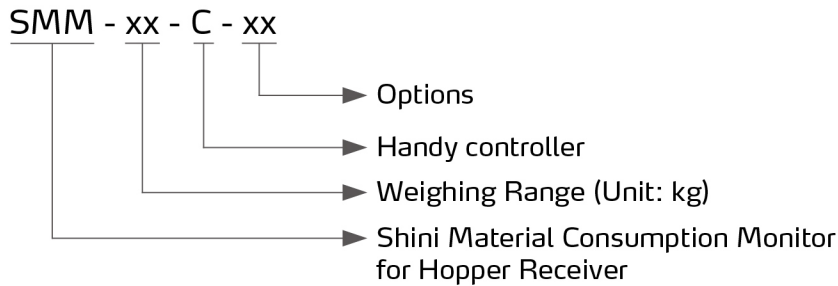 SMM - xx - C - xx
Options
Handy controller
Weighing Range (Unit: kg)
Shini Material Consumption Monitor
for Hopper Receiver